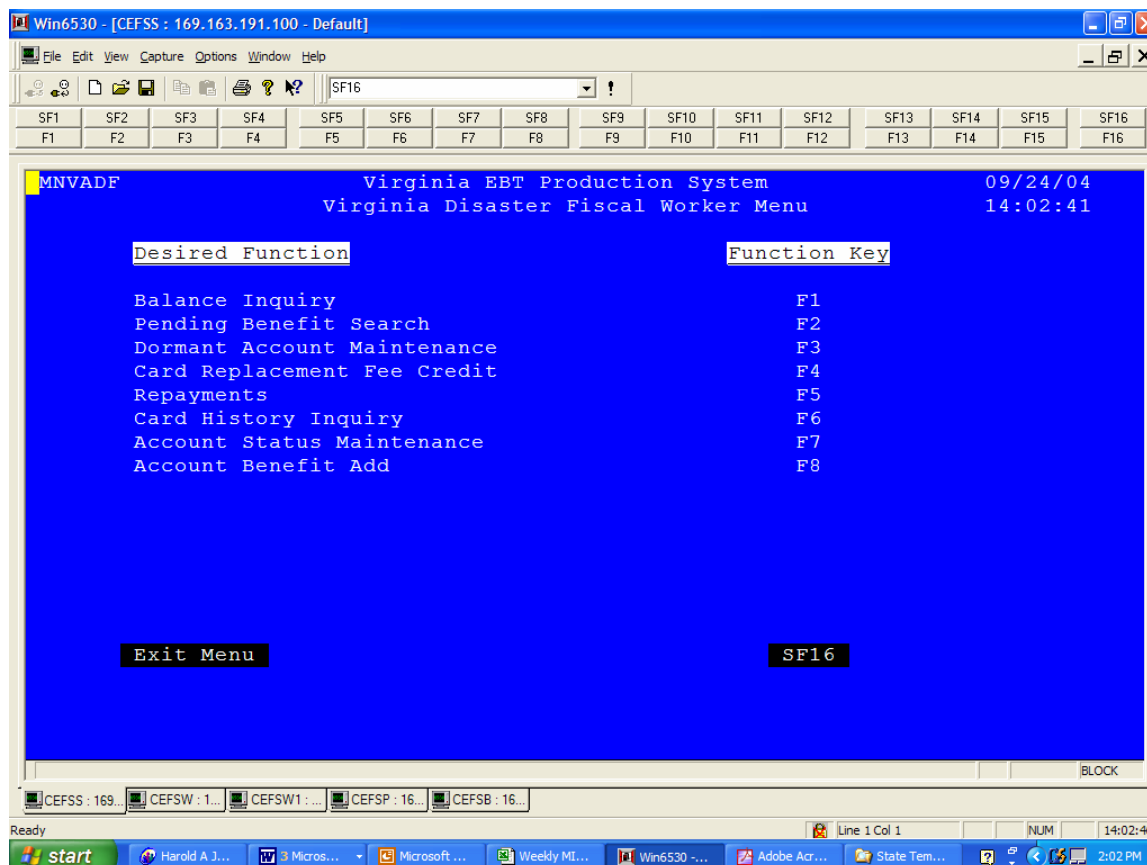 Win6530 - [CEFSS : 169.163.191.100 - Default]
File Edit View Capture Options Window Help
SF16
SF1 SF2 SF3 SF4 SF5 SF6 SF7 SF8 SF9 SF10 SF11 SF12 SF13 SF14 SF15 SF16
F1 F2 F3 F4 F5 F6 F7 F8 F9 F10 F11 F12 F13 F14 F15 F16
MNVADF Virginia EBT Production System 09/24/04
Virginia Disaster Fiscal Worker Menu 14:02:41
Desired Function Function Key
Balance Inquiry F1
Pending Benefit Search F2
Dormant Account Maintenance F3
Card Replacement Fee Credit F4
Repayments F5
Card History Inquiry F6
Account Status Maintenance F7
Account Benefit Add F8
Exit Menu SF16
BLOCK
CEFSS : 169... CEFSW : 1... CEFSW1 : ... CEFSP : 16... CEFSB : 16...
Ready Line 1 Col 1 NUM 14:02:4
start Harold A J... 3 Micros... Microsoft ... Weekly MI... Win6530 -... Adobe Acr... State Tem... 2:02 PM